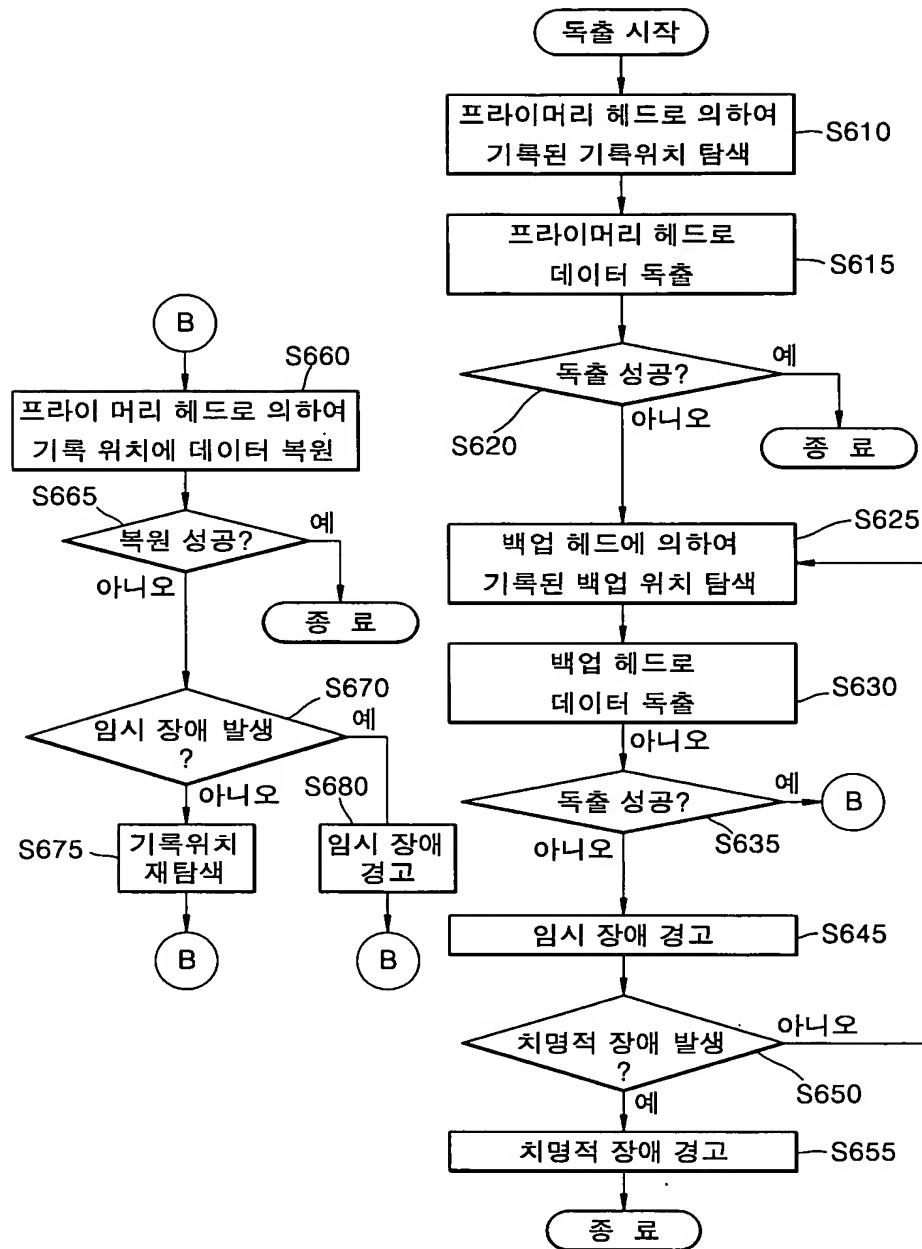 독출 시작
프라이머리 헤드로 의하여
기록된 기록위치 탐색
S610
프라이머리 헤드로
데이터 독출
S615
독출 성공?
예
아니오
S620
종 료
백업 헤드에 의하여
기록된 백업 위치 탐색
S625
백업 헤드로
데이터 독출
S630
아니오
독출 성공?
예
B
S635
아니오
임시 장애 경고
S645
치명적 장애 발생
?
아니오
S650
예
치명적 장애 경고
S655
종 료
B
S660
프라이 머리 헤드로 의하여
기록 위치에 데이터 복원
S665
복원 성공?
예
아니오
종 료
S670
임시 장애 발생
?
예
아니오
S680
S675
기록위치
재탐색
임시 장애
경고
B
B